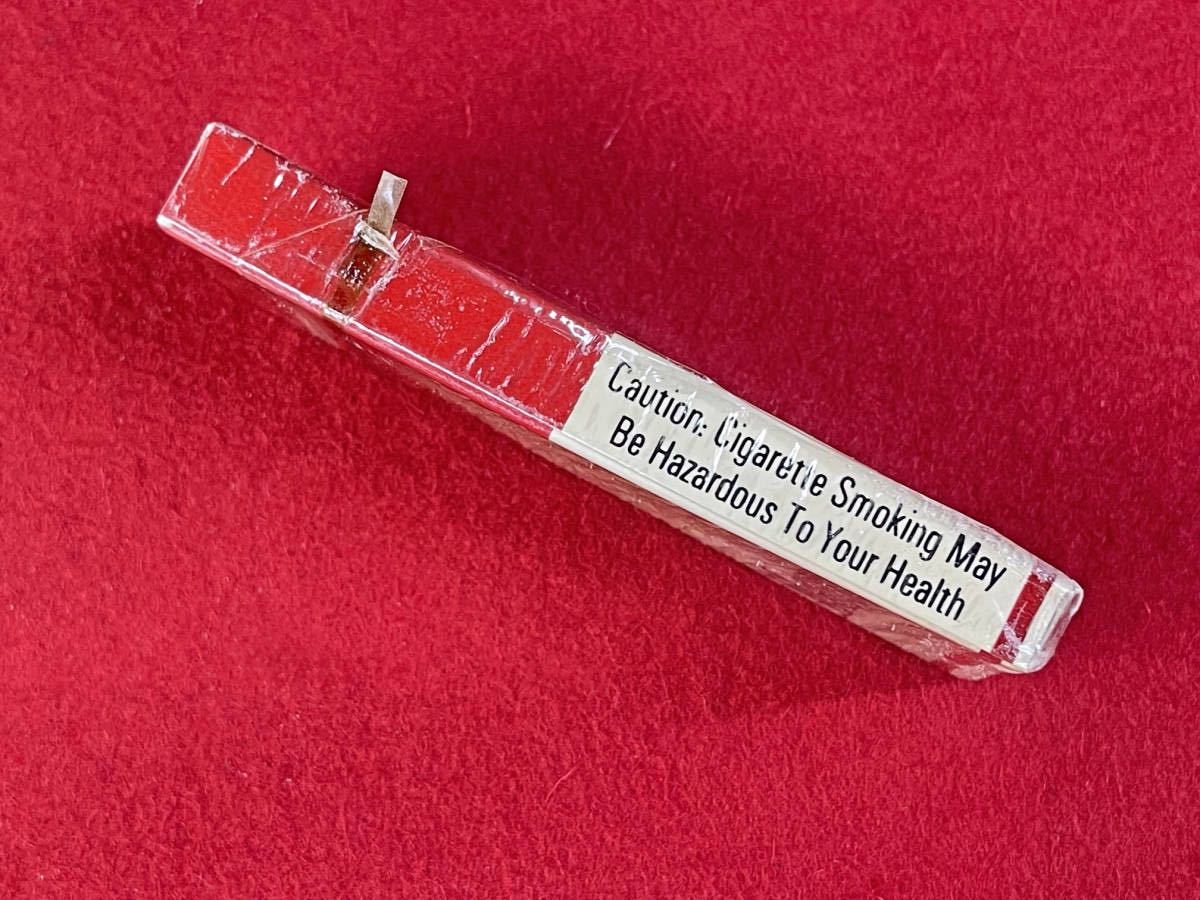 Caution: Cigarette Smoking May
Be Hazardous To Your Health